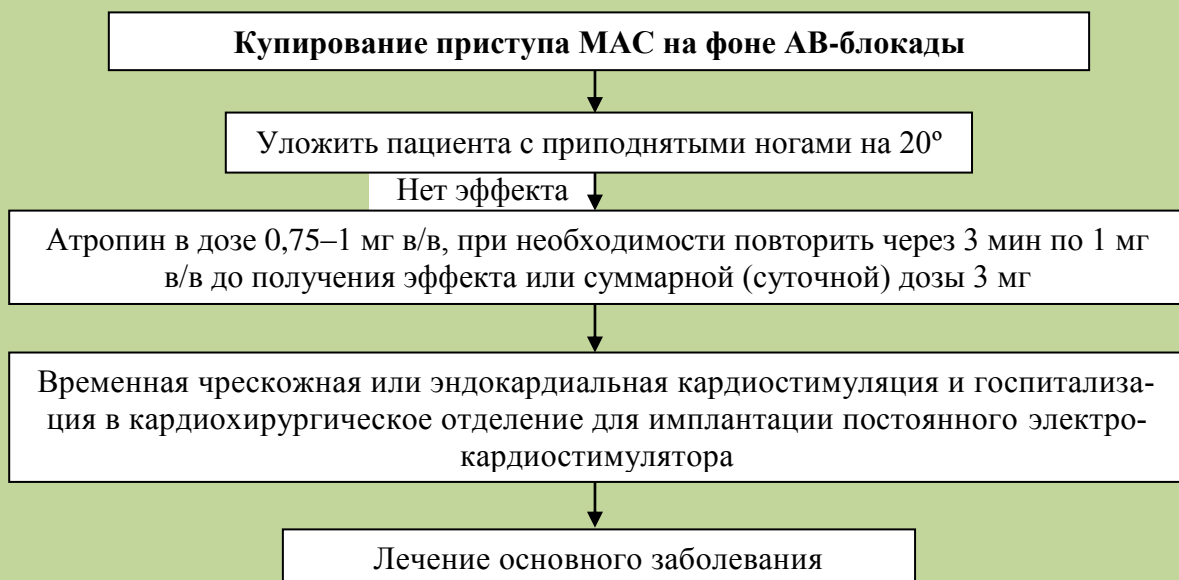 Купирование приступа МАС на фоне АВ-блокады
Уложить пациента с приподнятыми ногами на 20º
Нет эффекта
Атропин в дозе 0,75–1 мг в/в, при необходимости повторить через 3 мин по 1 мг
в/в до получения эффекта или суммарной (суточной) дозы 3 мг
Временная чрескожная или эндокардиальная кардиостимуляция и госпитализа-
ция в кардиохирургическое отделение для имплантации постоянного электро-
кардиостимулятора
Лечение основного заболевания